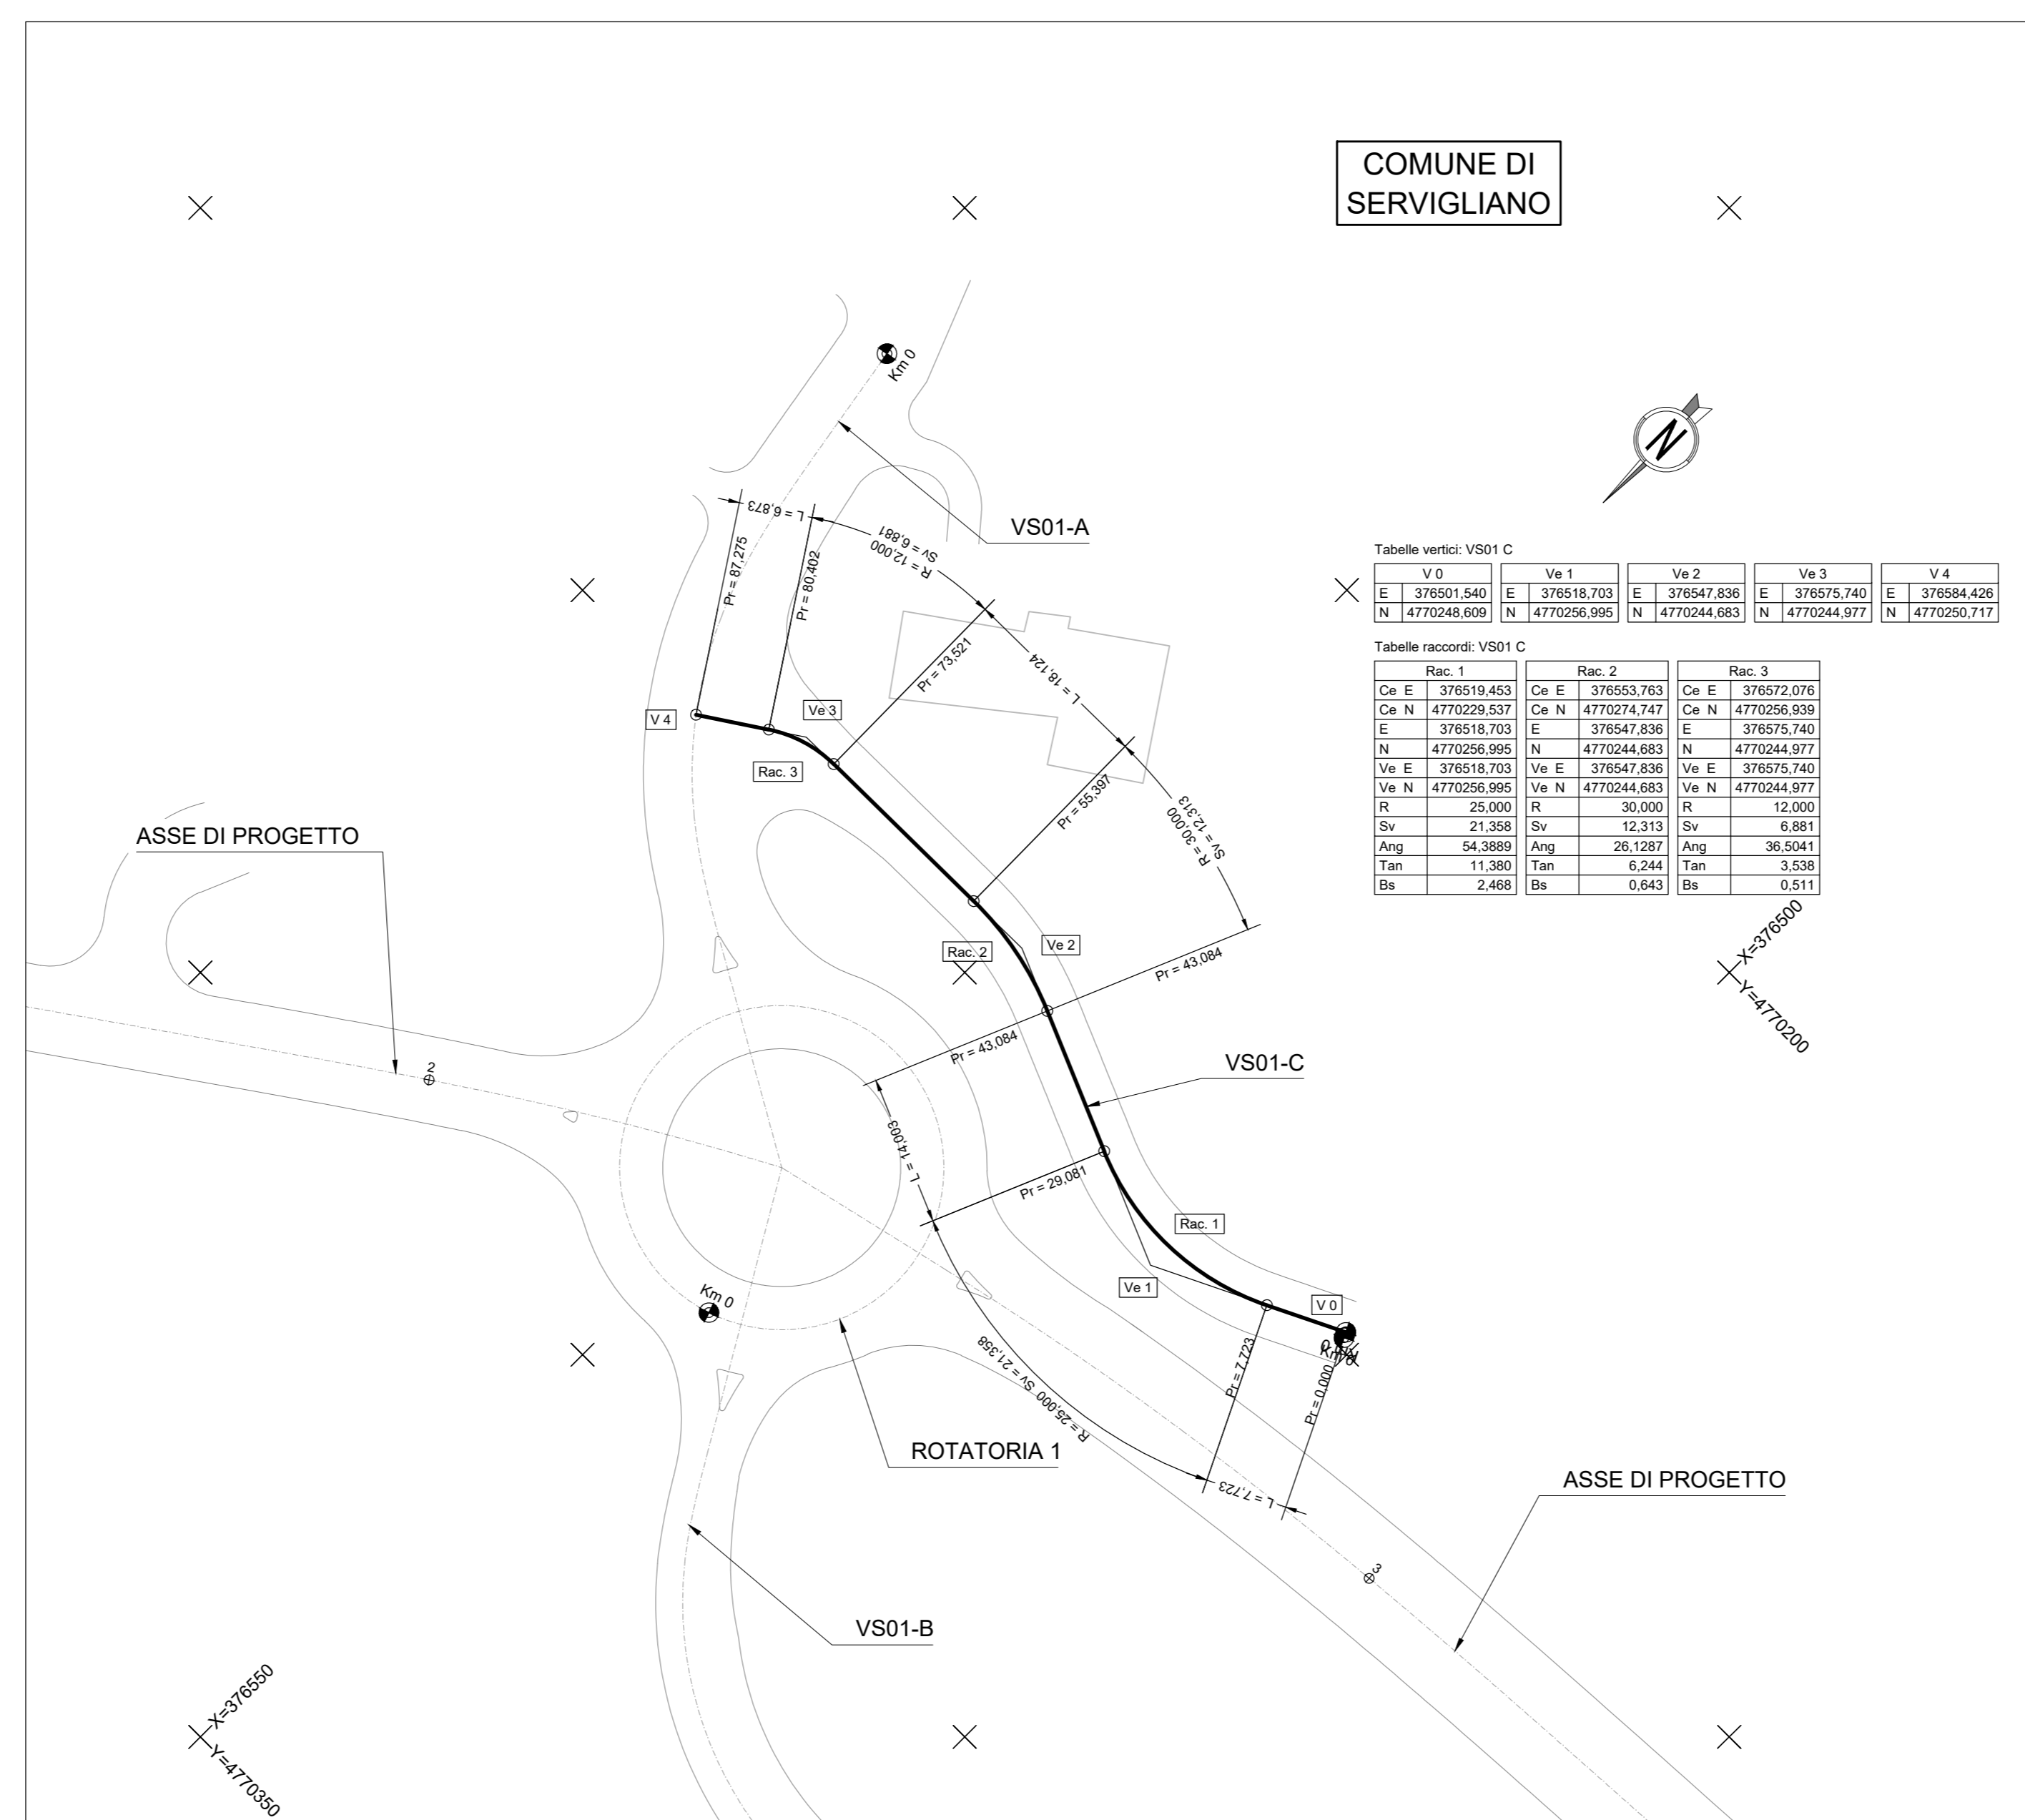 COMUNE DI
SERVIGLIANO
Km 0
VS01-A
N
L = 6,873
R = 12,000
Sv = 6,881
Pr = 87,275
Pr = 80,402
Pr = 73,521
L = 18,124
Pr = 55,397
R = 30,000
Sv = 12,313
V 4
Ve 3
Rac. 3
Tabelle vertici: VS01 C
V 0 Ve 1 Ve 2 Ve 3 V 4
E 376501,540 E 376518,703 E 376547,836 E 376575,740 E 376584,426
N 4770248,609 N 4770256,995 N 4770244,683 N 4770244,977 N 4770250,717
Tabelle raccordi: VS01 C
Rac. 1 Rac. 2 Rac. 3
Ce E 376519,453 Ce E 376553,763 Ce E 376572,076
Ce N 4770229,537 Ce N 4770274,747 Ce N 4770256,939
E 376518,703 E 376547,836 E 376575,740
N 4770256,995 N 4770244,683 N 4770244,977
Ve E 376518,703 Ve E 376547,836 Ve E 376575,740
Ve N 4770256,995 Ve N 4770244,683 Ve N 4770244,977
R 25,000 R 30,000 R 12,000
Sv 21,358 Sv 12,313 Sv 6,881
Ang 54,3889 Ang 26,1287 Ang 36,5041
Tan 11,380 Tan 6,244 Tan 3,538
Bs 2,468 Bs 0,643 Bs 0,511
ASSE DI PROGETTO
2
Rac. 2
Ve 2
Pr = 43,084
Pr = 43,084
X=376500
Y=4770200
VS01-C
L = 14,003
Pr = 29,081
Rac. 1
Ve 1
V 0
Km 0
Km 0
R = 25,000 Sv = 21,358
Pr = 7,723
Pr = 0,000
L = 7,723
ROTATORIA 1
ASSE DI PROGETTO
3
VS01-B
X=376550
Y=4770350